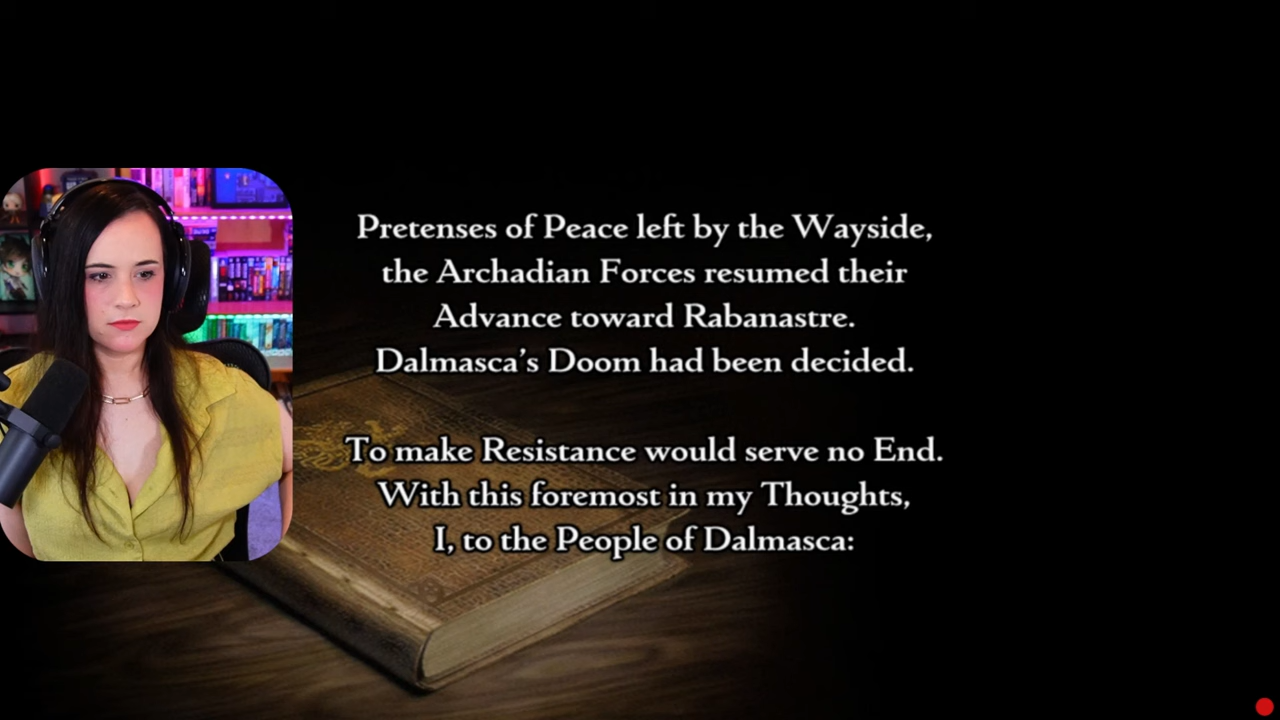 Pretenses of Peace left by the Wayside,
the Archadian Forces resumed their
Advance toward Rabanastre.
Dalmasca's Doom had been decided.
To make Resistance would serve no End.
With this foremost in my Thoughts,
I, to the People of Dalmasca: